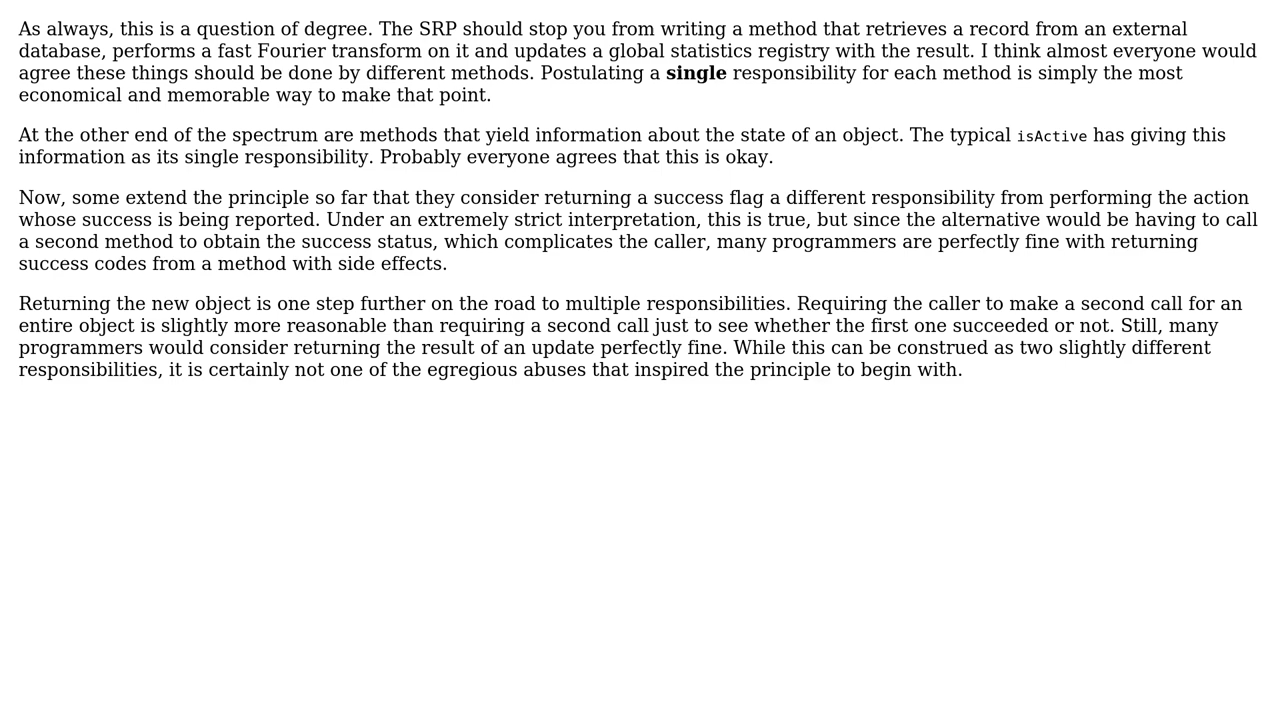 As always, this is a question of degree. The SRP should stop you from writing a method that retrieves a record from an external
database, performs a fast Fourier transform on it and updates a global statistics registry with the result. I think almost everyone would
agree these things should be done by different methods. Postulating a single responsibility for each method is simply the most
economical and memorable way to make that point.
At the other end of the spectrum are methods that yield information about the state of an object. The typical isActive has giving this
information as its single responsibility. Probably everyone agrees that this is okay.
Now, some extend the principle so far that they consider returning a success flag a different responsibility from performing the action
whose success is being reported. Under an extremely strict interpretation, this is true, but since the alternative would be having to call
a second method to obtain the success status, which complicates the caller, many programmers are perfectly fine with returning
success codes from a method with side effects.
Returning the new object is one step further on the road to multiple responsibilities. Requiring the caller to make a second call for an
entire object is slightly more reasonable than requiring a second call just to see whether the first one succeeded or not. Still, many
programmers would consider returning the result of an update perfectly fine. While this can be construed as two slightly different
responsibilities, it is certainly not one of the egregious abuses that inspired the principle to begin with.